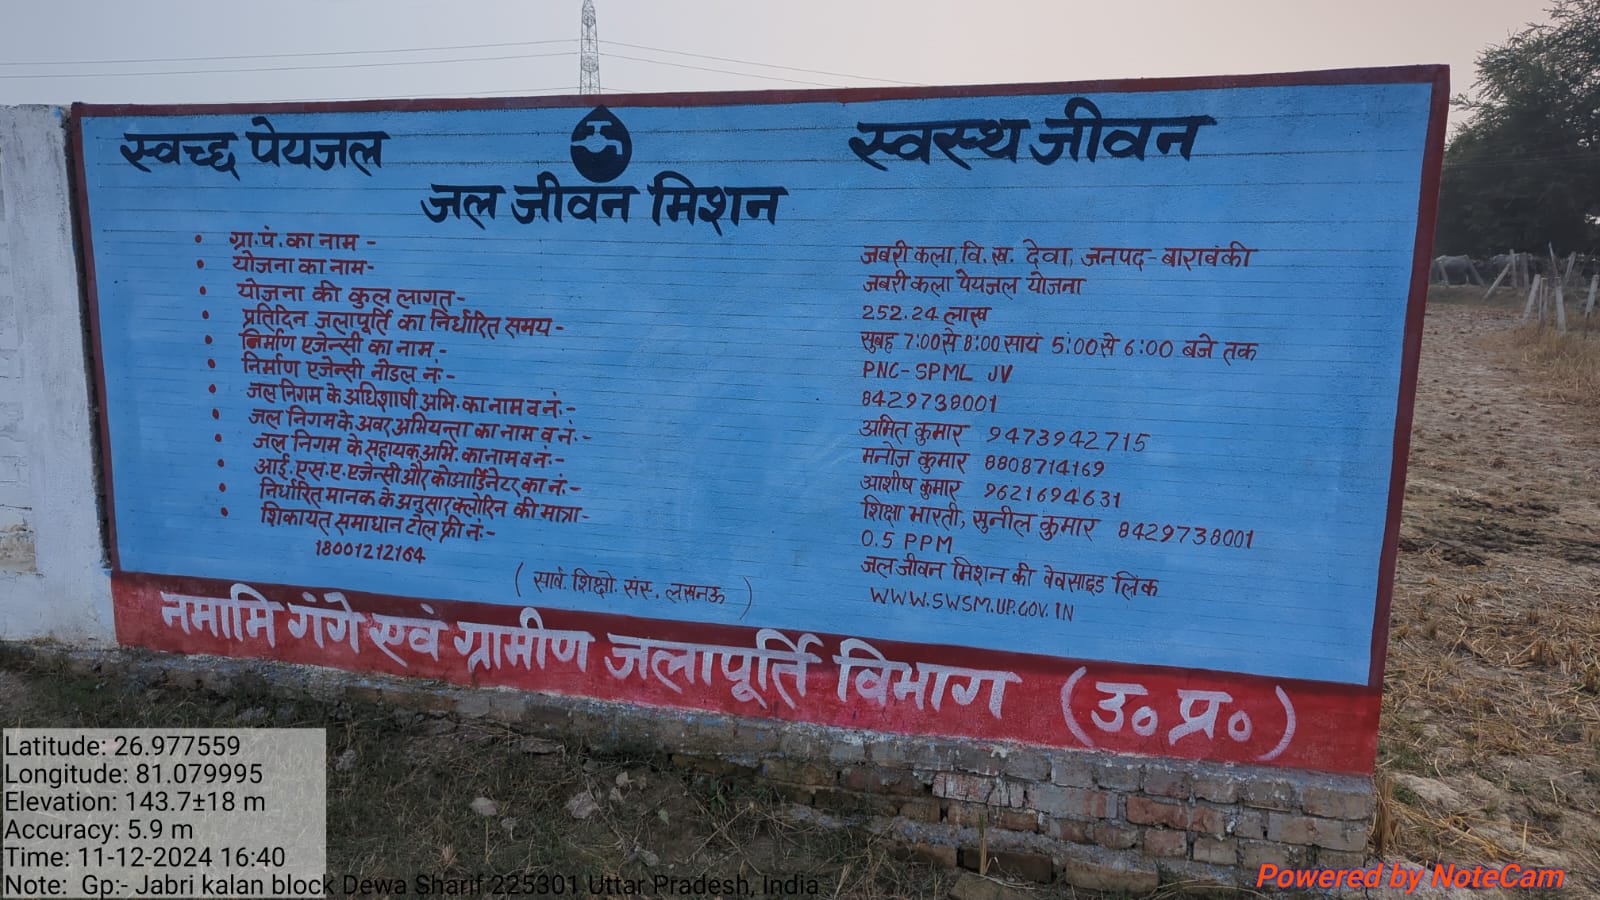 स्वच्छ पेयजल
स्वस्थ जीवन
जल जीवन मिशन
• ग्रा.पं. का नाम - जबरी कला, वि. ख. देवा, जनपद - बाराबंकी
• योजना का नाम- जबरी कला पेयजल योजना
• योजना की कुल लागत- 252.24 लाख
• प्रतिदिन जलापूर्ति का निर्धारित समय- सुबह 7:00 से 8:00 सायं 5:00 से 6:00 बजे तक
• निर्माण एजेन्सी का नाम- PNC-SPML JV
• निर्माण एजेन्सी नोडल नं:- 8429738001
• जल निगम के अधिशाषी अभि. का नाम व नं:- अमित कुमार 9473942715
• जल निगम के अवर अभियन्ता का नाम व नं:- मनोज कुमार 8808714169
• जल निगम के सहायक अभि. का नाम व नं:- आशीष कुमार 9621694631
• आई. एस. ए. एजेन्सी और कोआर्डिनेटर का नं:- शिक्षा भारती, सुनील कुमार 8429738001
• निर्धारित मानक के अनुसार क्लोरिन की मात्रा- 0.5 PPM
• शिकायत समाधान टोल फ्री नं:- जल जीवन मिशन की वेवसाइड लिंक
18001212164 WWW.SWSM.UP.GOV.IN
( सार्व. शिक्षो. संस. लखनऊ )
नमामि गंगे एवं ग्रामीण जलापूर्ति विभाग (उ० प्र०)
Latitude: 26.977559
Longitude: 81.079995
Elevation: 143.7±18 m
Accuracy: 5.9 m
Time: 11-12-2024 16:40
Note: Gp:- Jabri kalan block Dewa Sharif 225301 Uttar Pradesh, India
Powered by NoteCam